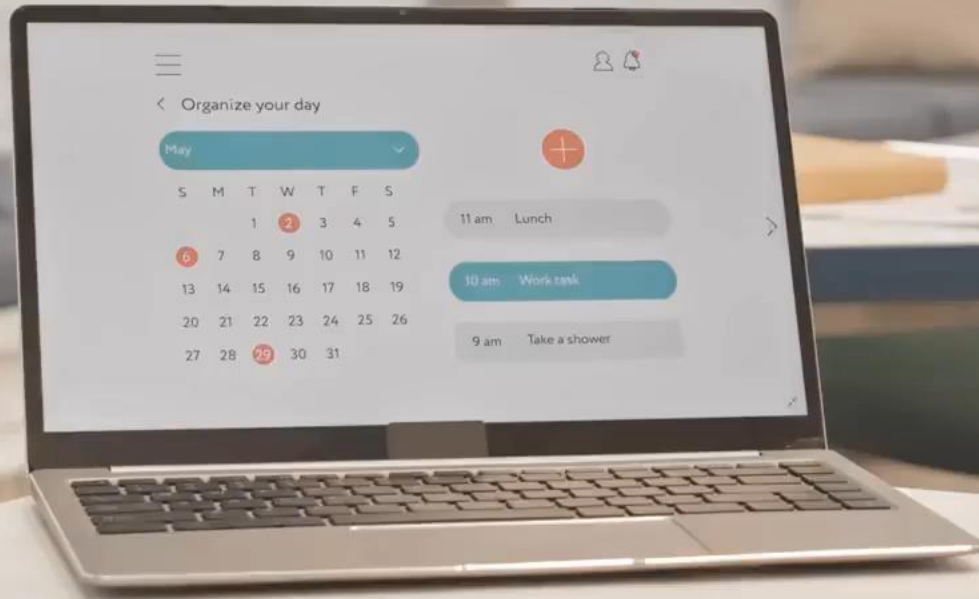 Organize your day
May
S M T W T F S
1 2 3 4 5
6 7 8 9 10 11 12
13 14 15 16 17 18 19
20 21 22 23 24 25 26
27 28 29 30 31
11 am Lunch
10 am Work task
9 am Take a shower